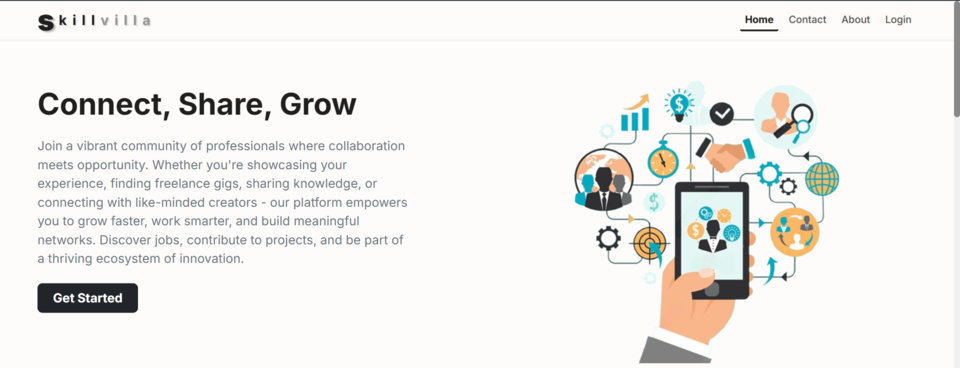 Skillvilla
Home Contact About Login
Connect, Share, Grow
Join a vibrant community of professionals where collaboration
meets opportunity. Whether you're showcasing your
experience, finding freelance gigs, sharing knowledge, or
connecting with like-minded creators - our platform empowers
you to grow faster, work smarter, and build meaningful
networks. Discover jobs, contribute to projects, and be part of
a thriving ecosystem of innovation.
Get Started